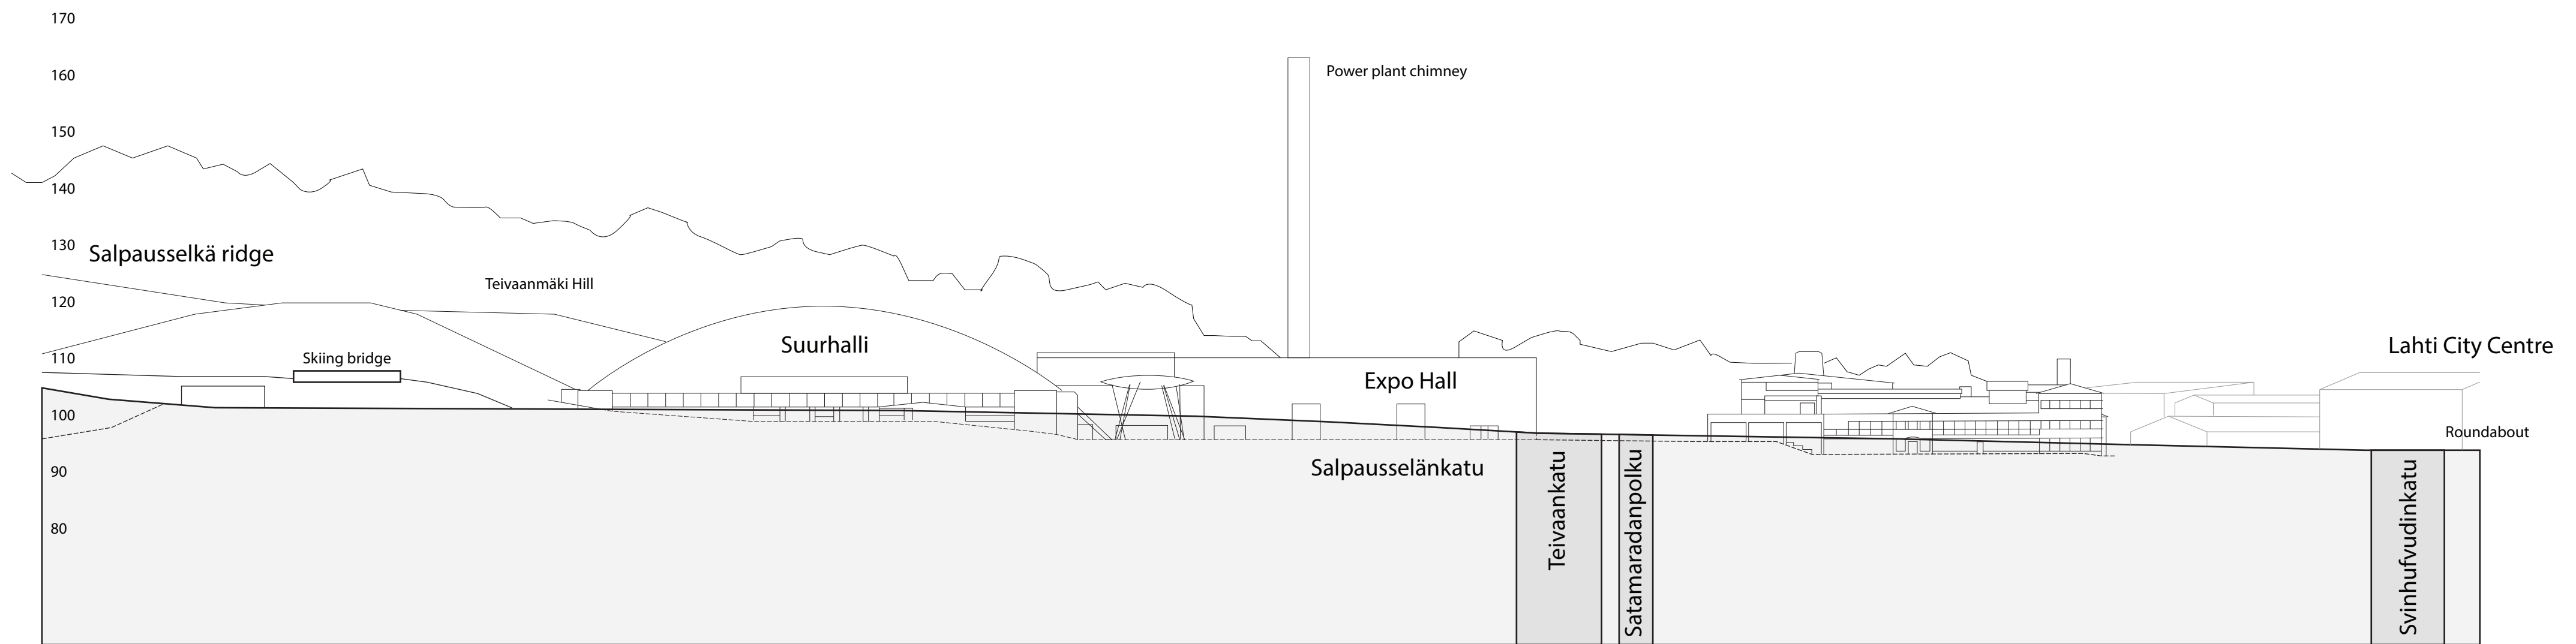 170
160
Power plant chimney
150
140
130
Salpausselkä ridge
Teivaanmäki Hill
120
Suurhalli
Lahti City Centre
110
Skiing bridge
Expo Hall
100
Roundabout
90
Salpausselänkatu
Teivaankatu
Satamaradanpolku
Svinhufvudinkatu
80